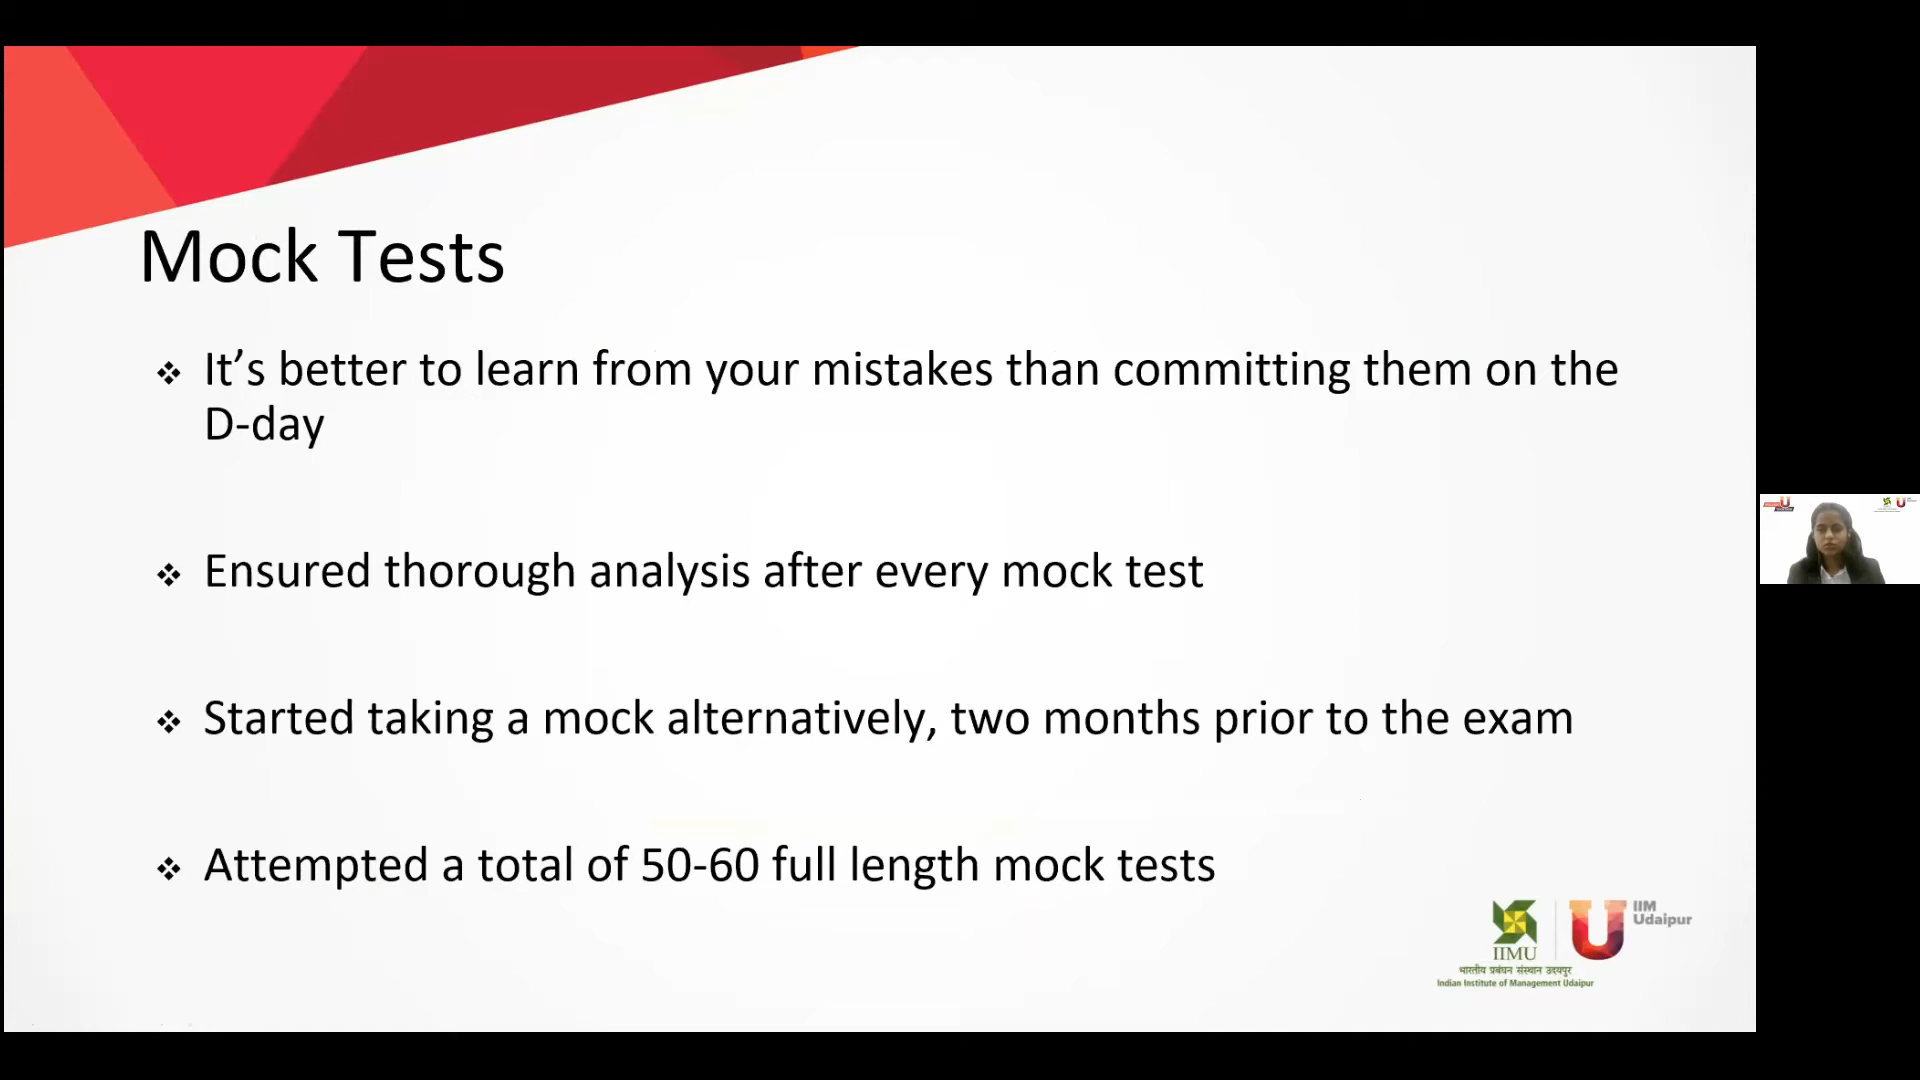 Mock Tests
❖ It’s better to learn from your mistakes than committing them on the
D-day
❖ Ensured thorough analysis after every mock test
❖ Started taking a mock alternatively, two months prior to the exam
❖ Attempted a total of 50-60 full length mock tests
IIMU
भारतीय प्रबंधन संस्थान उदयपुर
Indian Institute of Management Udaipur
U
IIM
Udaipur